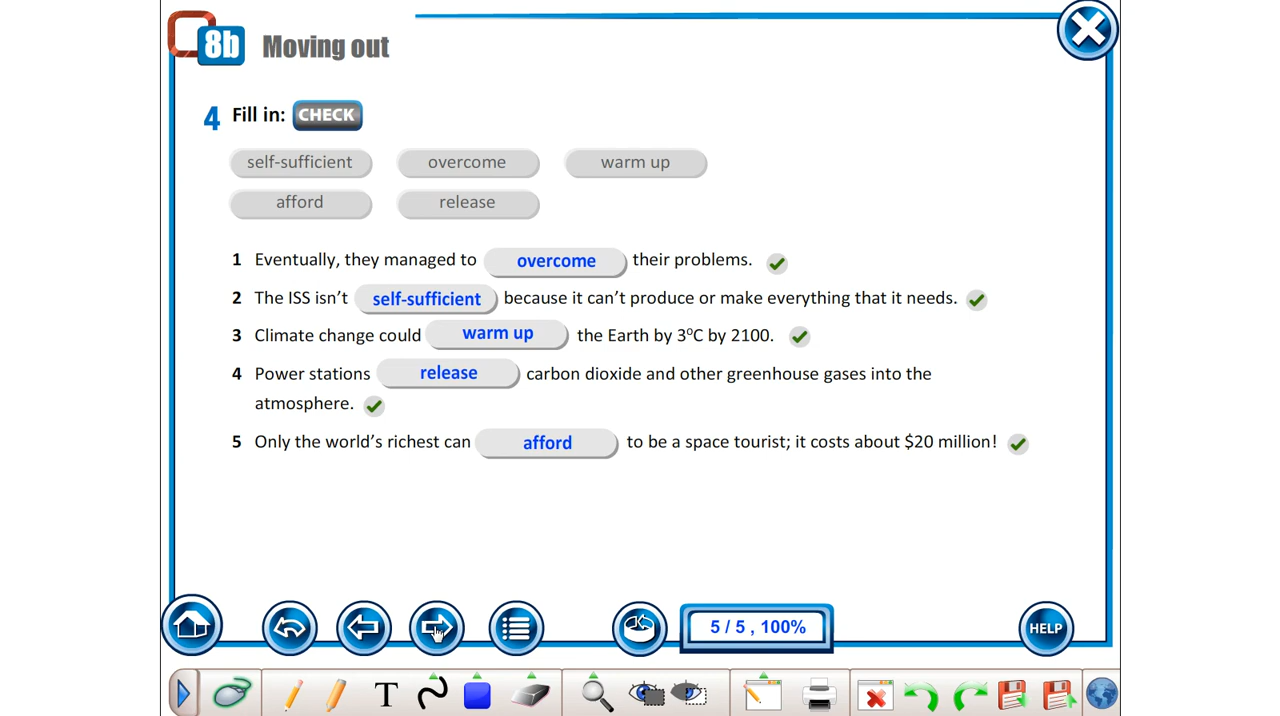 8b Moving out
4 Fill in: CHECK
self-sufficient overcome warm up
afford release
1 Eventually, they managed to overcome their problems.
2 The ISS isn't self-sufficient because it can't produce or make everything that it needs.
3 Climate change could warm up the Earth by 3⁰C by 2100.
4 Power stations release carbon dioxide and other greenhouse gases into the
atmosphere.
5 Only the world's richest can afford to be a space tourist; it costs about $20 million!
5 / 5 , 100%
HELP
T